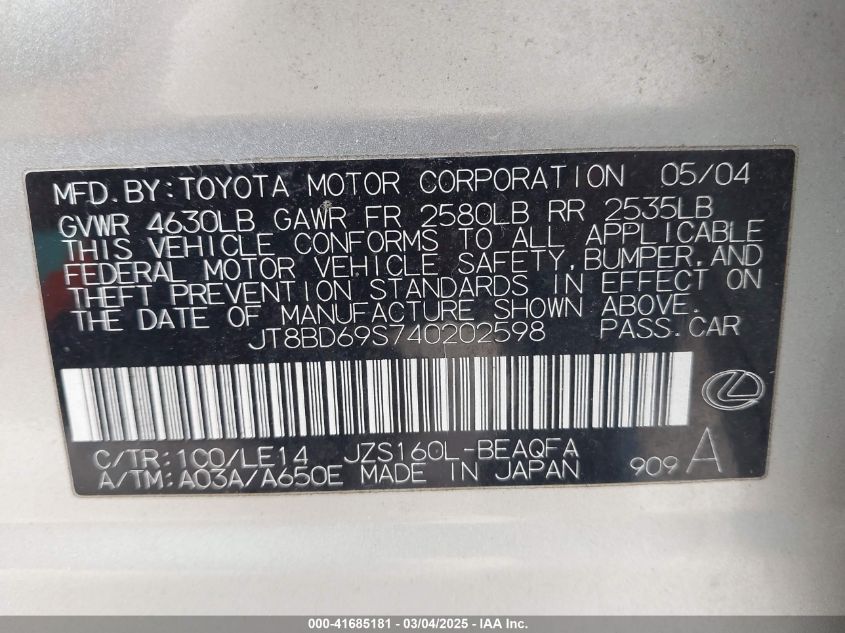 MFD. BY: TOYOTA MOTOR CORPORATION 05/04
GVWR 4630LB GAWR FR 2580LB RR 2535LB
THIS VEHICLE CONFORMS TO ALL APPLICABLE
FEDERAL MOTOR VEHICLE SAFETY, BUMPER, AND
THEFT PREVENTION STANDARDS IN EFFECT ON
THE DATE OF MANUFACTURE SHOWN ABOVE.
JT8BD69S740202598 PASS. CAR
C/TR: 1C0/LE14 JZS160L-BEAQFA
A/TM: A03A/A650E MADE IN JAPAN 909 A
000-41685181 - 03/04/2025 - IAA Inc.